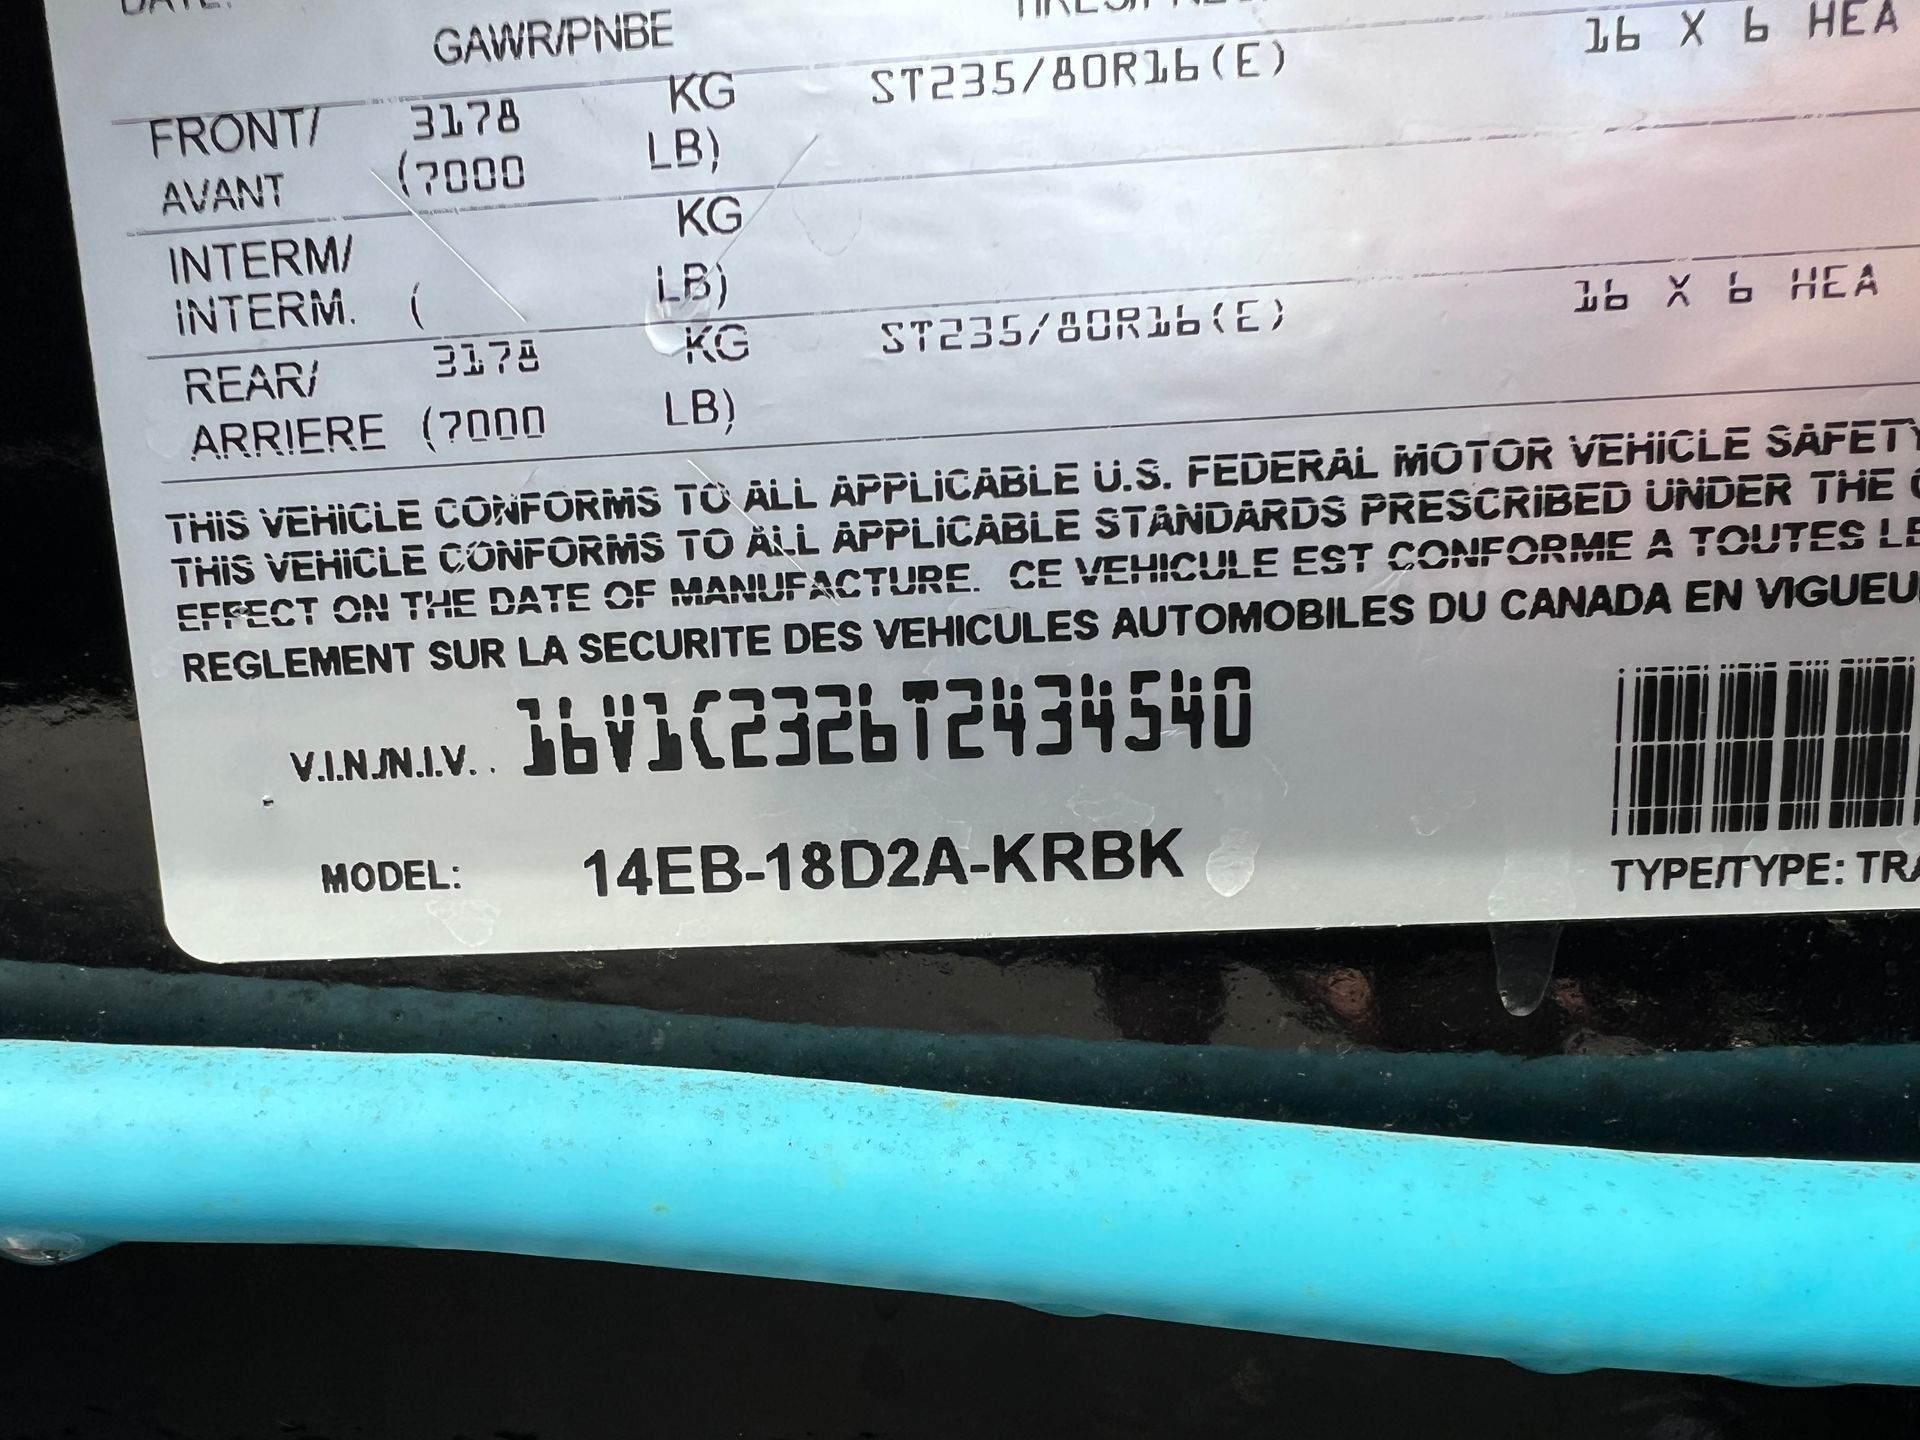 DATE:
GAWR/PNBE
FRONT/ 3178 KG ST235/80R16(E) 16 X 6 HEA
AVANT (7000 LB)
INTERM/ KG
INTERM. ( LB)
REAR/ 3178 KG ST235/80R16(E) 16 X 6 HEA
ARRIERE (7000 LB)
THIS VEHICLE CONFORMS TO ALL APPLICABLE U.S. FEDERAL MOTOR VEHICLE SAFETY
THIS VEHICLE CONFORMS TO ALL APPLICABLE STANDARDS PRESCRIBED UNDER THE
EFFECT ON THE DATE OF MANUFACTURE. CE VEHICULE EST CONFORME A TOUTES LE
REGLEMENT SUR LA SECURITE DES VEHICULES AUTOMOBILES DU CANADA EN VIGUEU
V.I.N./N.I.V. . 16V1C2326T2434540
MODEL: 14EB-18D2A-KRBK
TYPE/TYPE: TRA